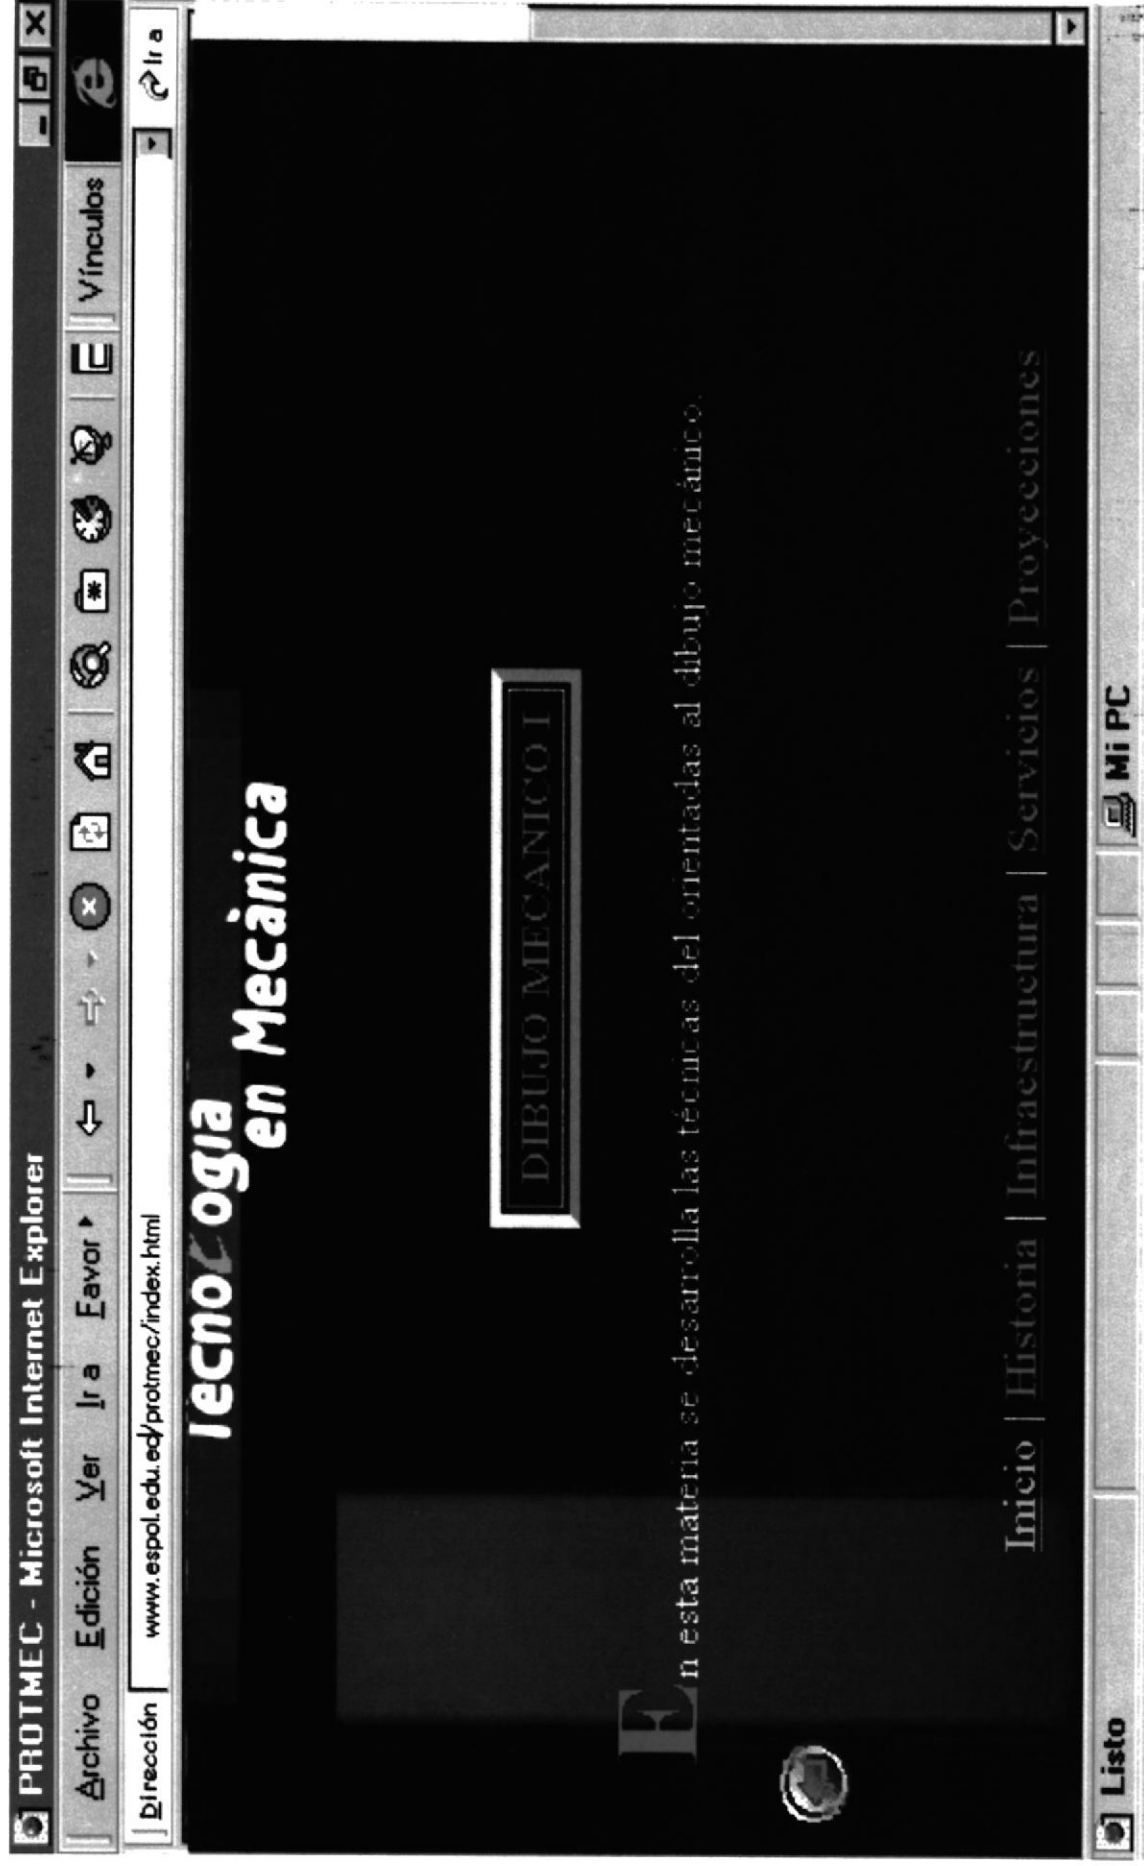 PROTMEC - Microsoft Internet Explorer
Archivo Edición Ver Ir a Favor Vínculos
Dirección www.espol.edu.ed/protmec/index.html Ir a
Tecnología
en Mecànica
DIBUJO MECANICO I
En esta materia se desarrolla las técnicas del orientadas al dibujo mecánico.
Inicio | Historia | Infraestructura | Servicios | Proyecciones
Listo Mi PC